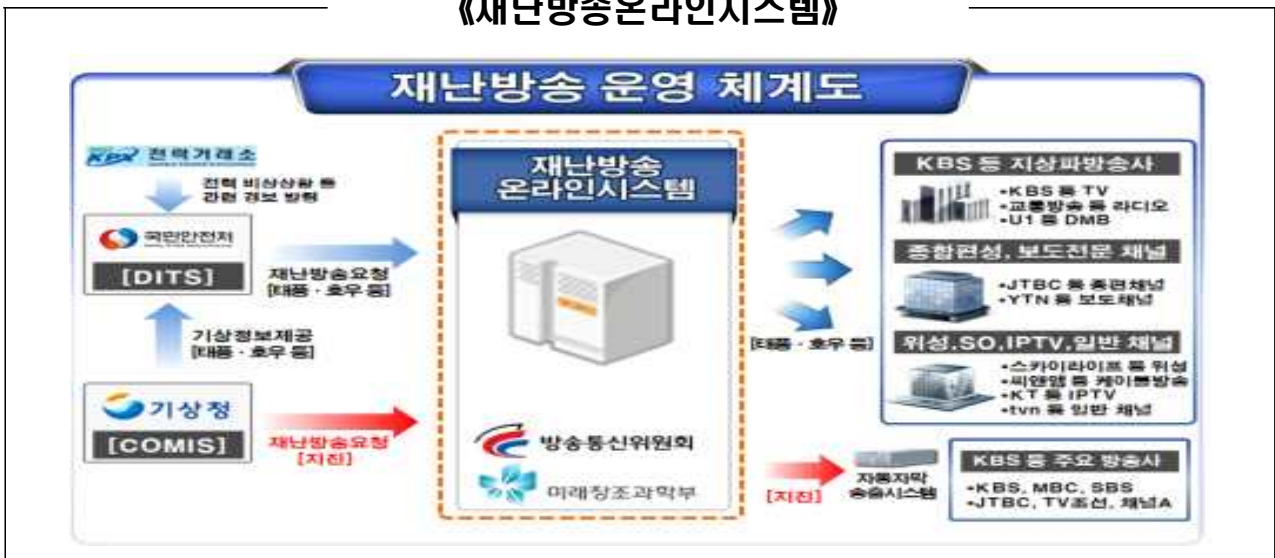 《재난방송온라인시스템》
재난방송 운영 체계도
KPX 전력거래소
전력 비상상황 등
관련 경보 발령
국민안전처
[DITS]
재난방송요청
[태풍·호우 등]
기상정보제공
[태풍·호우 등]
기상청
[COMIS]
재난방송요청
[지진]
재난방송
온라인시스템
방송통신위원회
미래창조과학부
[태풍·호우 등]
[지진]
자동자막
송출시스템
KBS 등 지상파방송사
•KBS 등 TV
•교통방송 등 라디오
•U1 등 DMB
종합편성, 보도전문 채널
•JTBC 등 종편채널
•YTN 등 보도채널
위성,SO,IPTV,일반 채널
•스카이라이프 등 위성
•씨앤앰 등 케이블방송
•KT 등 IPTV
•tvn 등 일반 채널
KBS 등 주요 방송사
•KBS, MBC, SBS
•JTBC, TV조선, 채널A